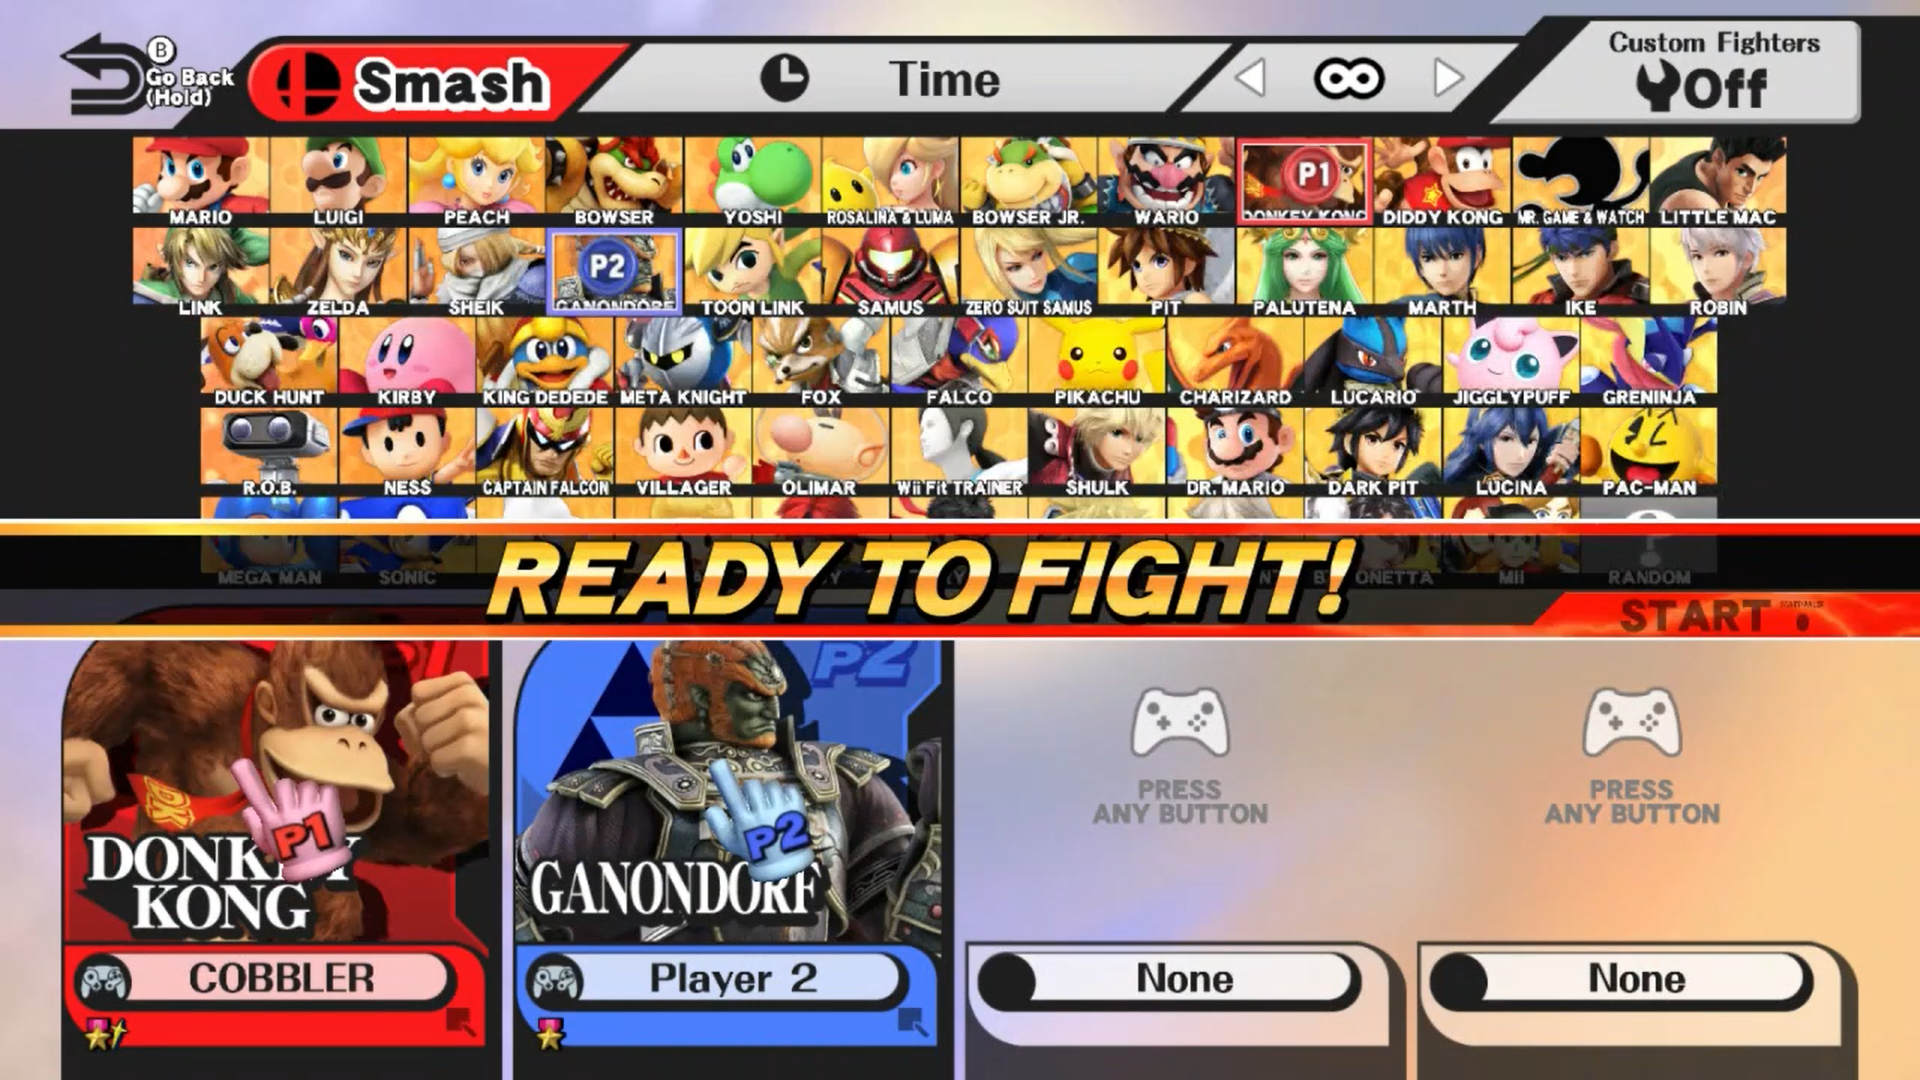 B
Go Back
(Hold)
Smash
Time
∞
Custom Fighters
Off
MARIO
LUIGI
PEACH
BOWSER
YOSHI
ROSALINA & LUMA
BOWSER JR.
WARIO
P1
DONKEY KONG
DIDDY KONG
MR. GAME & WATCH
LITTLE MAC
LINK
ZELDA
SHEIK
P2
GANONDORF
TOON LINK
SAMUS
ZERO SUIT SAMUS
PIT
PALUTENA
MARTH
IKE
ROBIN
DUCK HUNT
KIRBY
KING DEDEDE
META KNIGHT
FOX
FALCO
PIKACHU
CHARIZARD
LUCARIO
JIGGLYPUFF
GRENINJA
R.O.B.
NESS
CAPTAIN FALCON
VILLAGER
OLIMAR
Wii Fit TRAINER
SHULK
DR. MARIO
DARK PIT
LUCINA
PAC-MAN
MEGA MAN
SONIC
MII
RANDOM
READY TO FIGHT!
START
DONKEY
KONG
P1
P2
GANONDORF
P2
PRESS
ANY BUTTON
PRESS
ANY BUTTON
COBBLER
Player 2
None
None